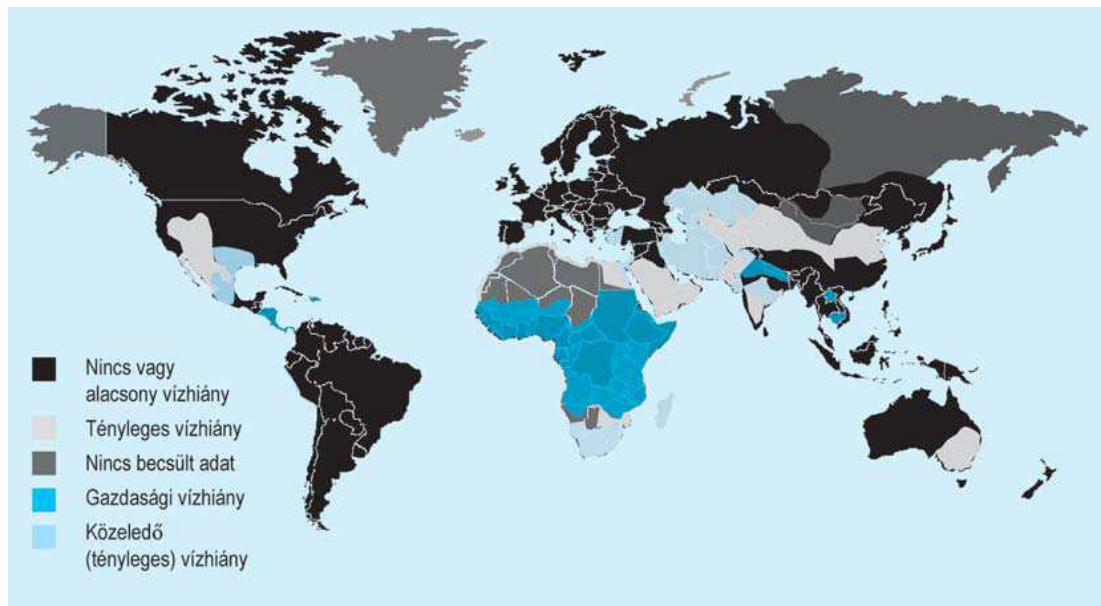 Nincs vagy
alacsony vízhiány
Tényleges vízhiány
Nincs becsült adat
Gazdasági vízhiány
Közeledő
(tényleges) vízhiány